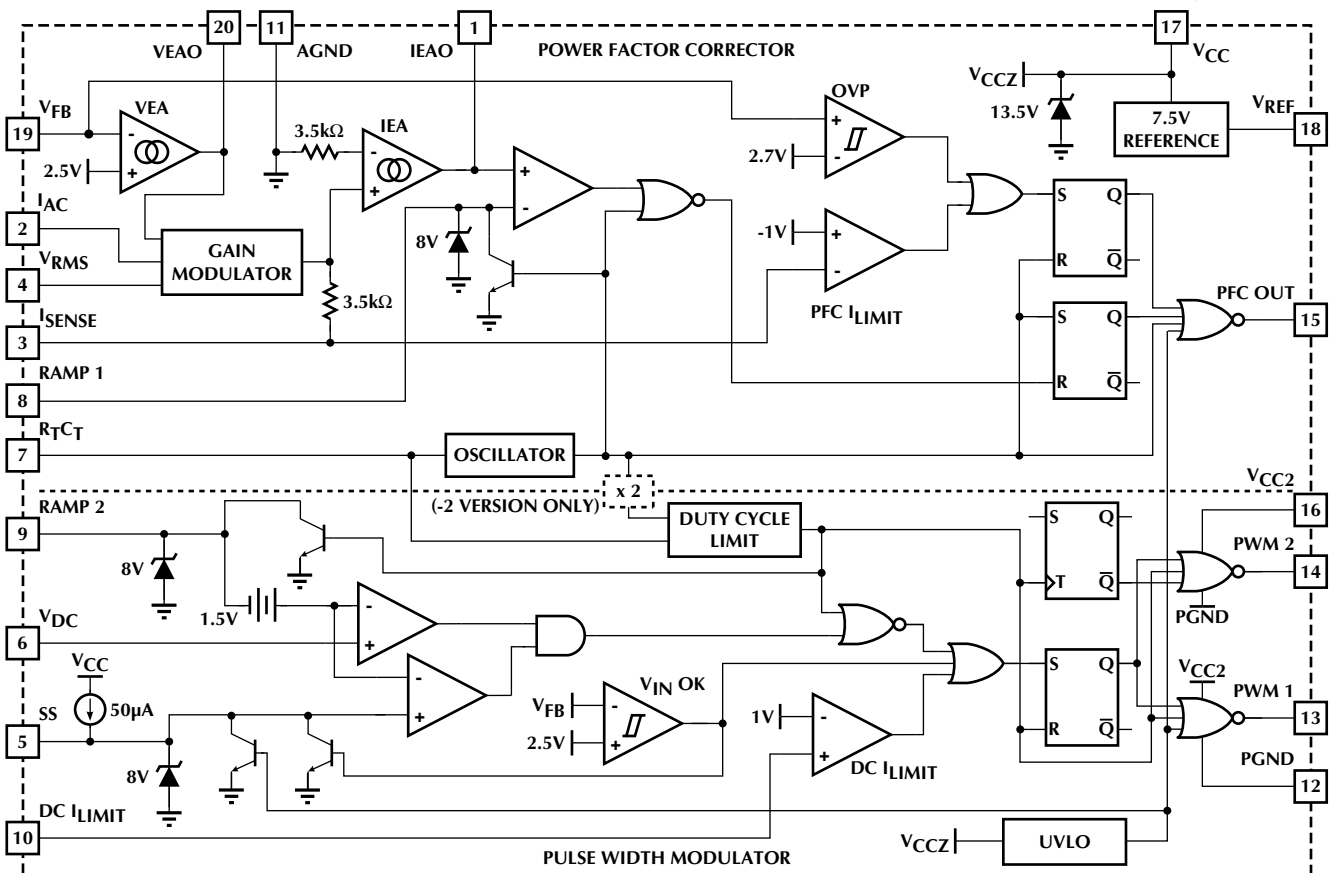 20 11 1 17
VEAO AGND IEAO POWER FACTOR CORRECTOR VCC
VCCZ
13.5V
7.5V
REFERENCE
VREF
18
VFB
19
VEA
-
+
2.5V
3.5kΩ
IEA
-
+
+
-
OVP
+
-
2.7V
IAC
2
VRMS
4
GAIN
MODULATOR
8V
3.5kΩ
-1V
+
-
PFC ILIMIT
S Q
R Q
S Q
R Q
PFC OUT
15
ISENSE
3
RAMP 1
8
RTCT
7
OSCILLATOR
x 2
(-2 VERSION ONLY)
RAMP 2
9
8V
1.5V
DUTY CYCLE
LIMIT
S Q
T Q
VCC2
16
PWM 2
14
PGND
VDC
6
-
+
-
+
VCC
50µA
SS
5
8V
VIN OK
VFB
-
2.5V
+
1V
-
+
DC ILIMIT
S Q
R Q
VCC2
PWM 1
13
PGND
12
DC ILIMIT
10
VCCZ
UVLO
PULSE WIDTH MODULATOR